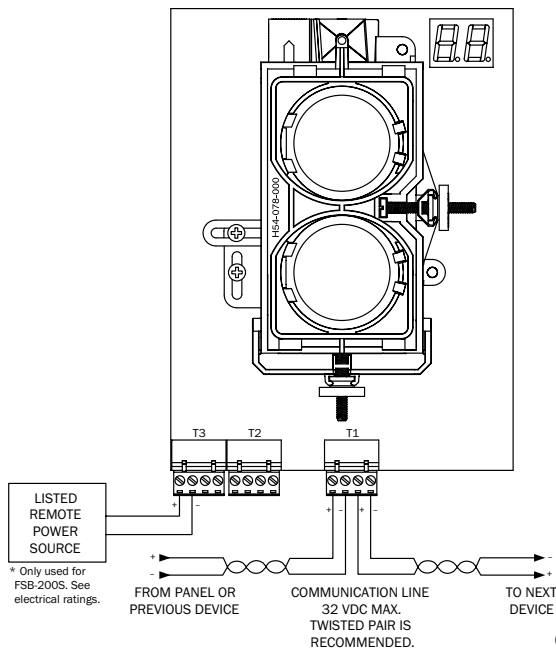 88
H54-078-000
T3
T2
T1
+
–
+
–
+
–
LISTED
REMOTE
POWER
SOURCE
* Only used for
FSB-200S. See
electrical ratings.
+
–
FROM PANEL OR
PREVIOUS DEVICE
COMMUNICATION LINE
32 VDC MAX.
TWISTED PAIR IS
RECOMMENDED.
–
+
TO NEXT
DEVICE